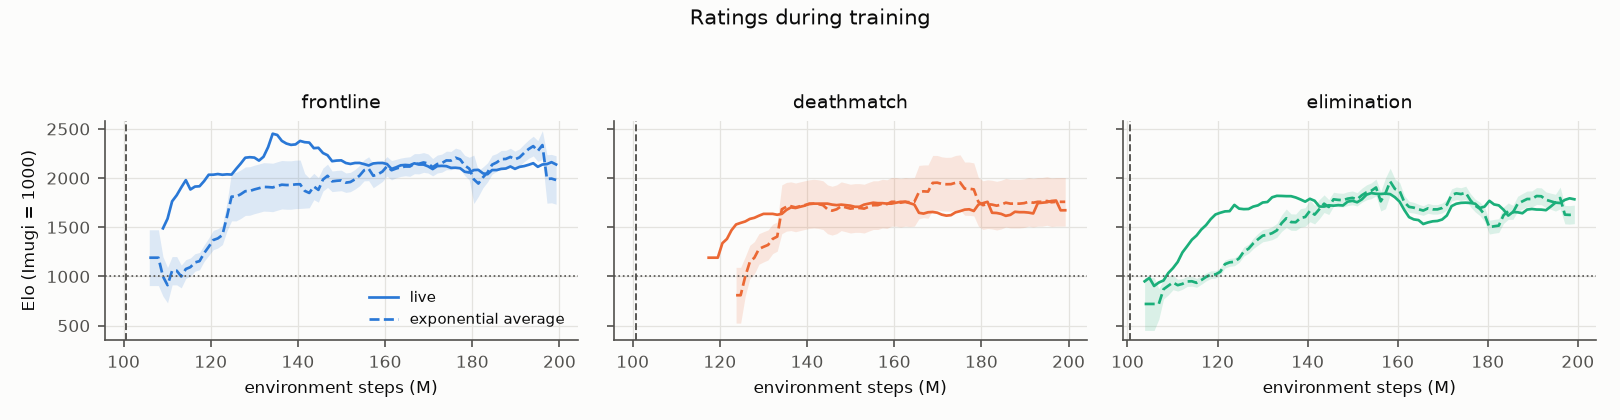 Ratings during training
frontline
deathmatch
elimination
Elo (Imugi = 1000)
2500
2000
1500
1000
500
live
exponential average
100 120 140 160 180 200
100 120 140 160 180 200
100 120 140 160 180 200
environment steps (M)
environment steps (M)
environment steps (M)